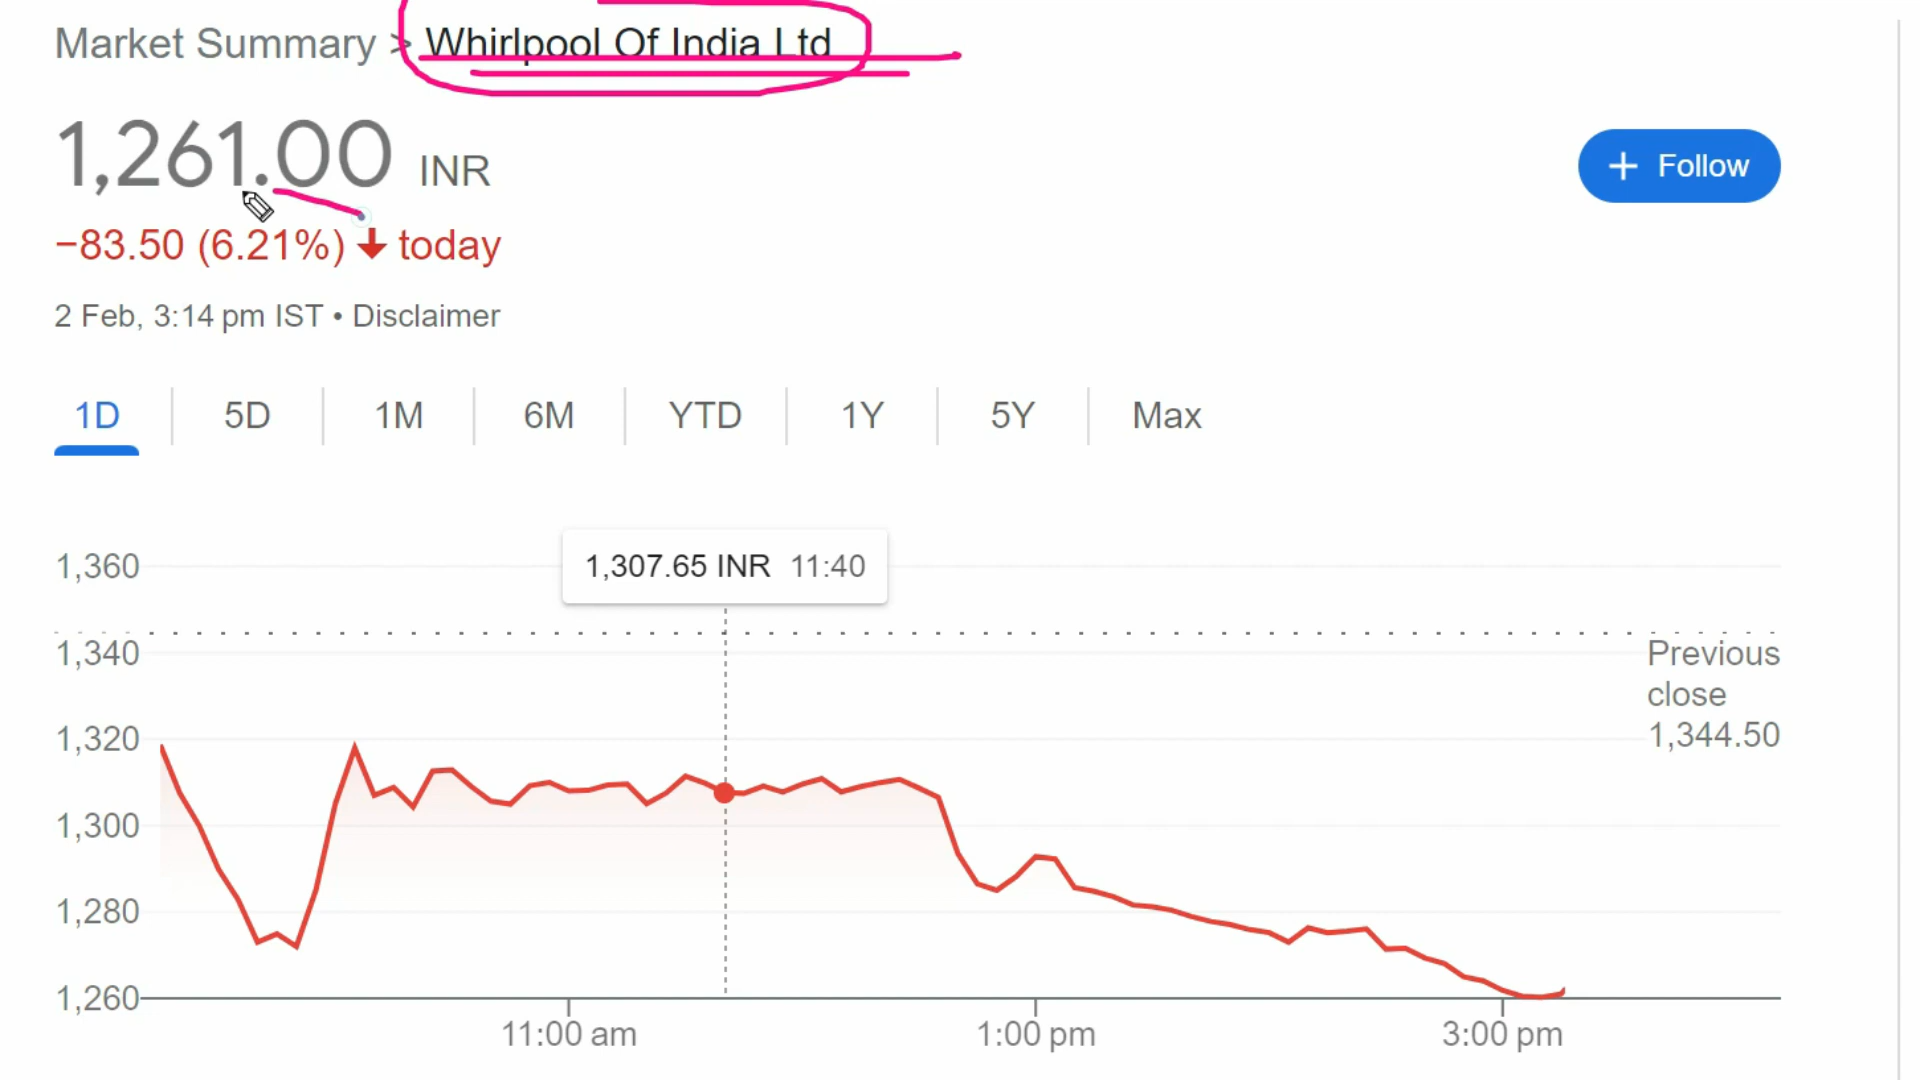 Market Summary > Whirlpool Of India Ltd
1,261.00 INR
+ Follow
−83.50 (6.21%) ↓ today
2 Feb, 3:14 pm IST • Disclaimer
1D 5D 1M 6M YTD 1Y 5Y Max
1,307.65 INR 11:40
1,360
1,340
1,320
1,300
1,280
1,260
Previous
close
1,344.50
11:00 am 1:00 pm 3:00 pm